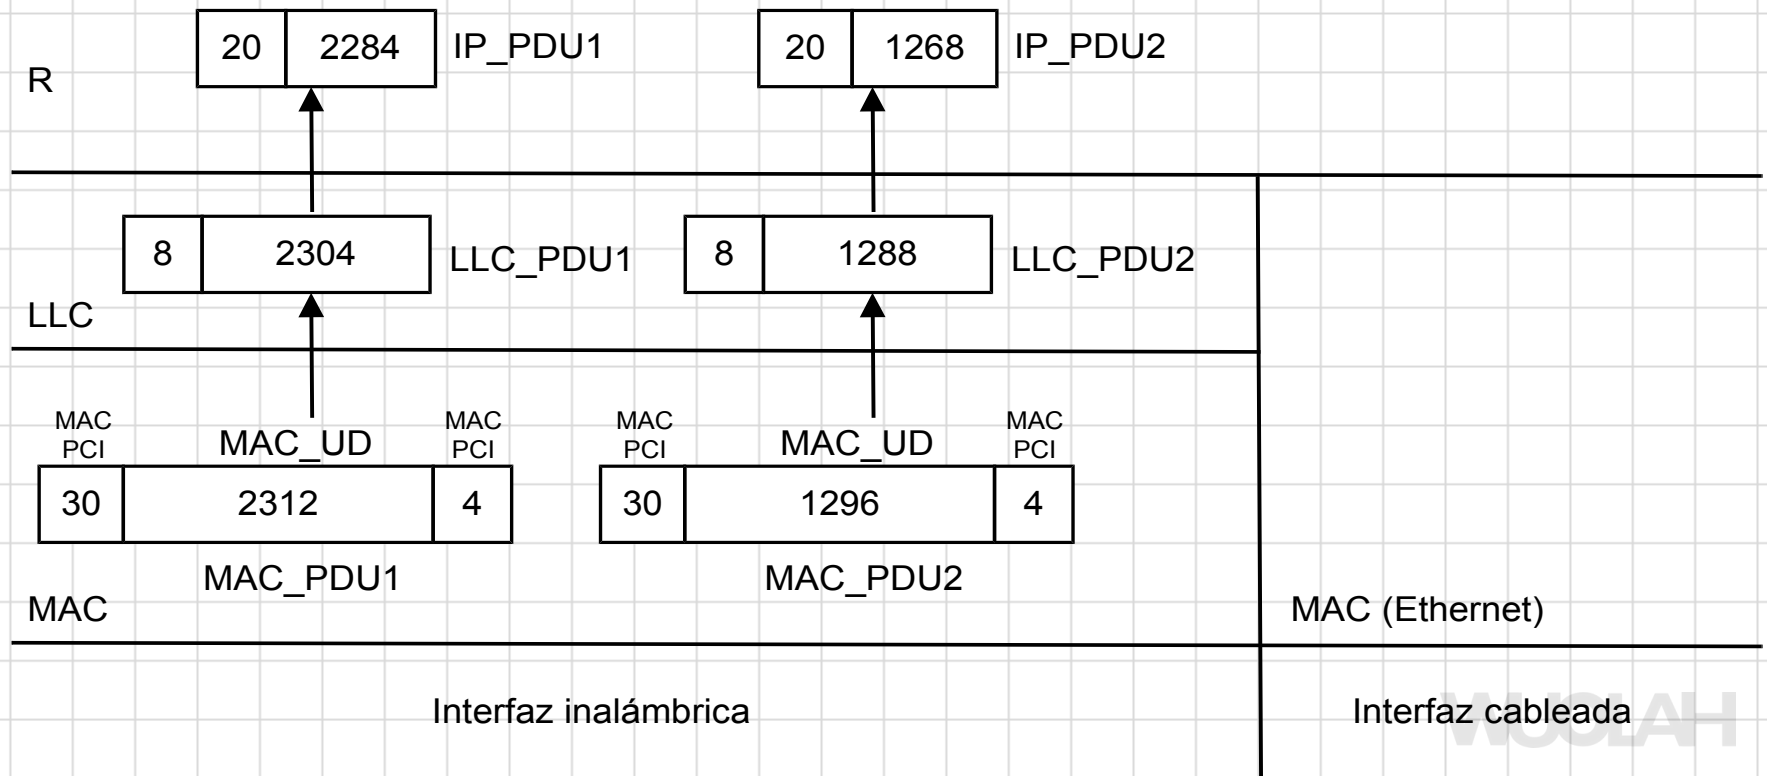 20 2284 IP_PDU1 20 1268 IP_PDU2
R
8 2304 LLC_PDU1 8 1288 LLC_PDU2
LLC
MAC PCI MAC_UD MAC PCI MAC PCI MAC_UD MAC PCI
30 2312 4 30 1296 4
MAC_PDU1 MAC_PDU2
MAC MAC (Ethernet)
Interfaz inalámbrica Interfaz cableada
WUOLAH